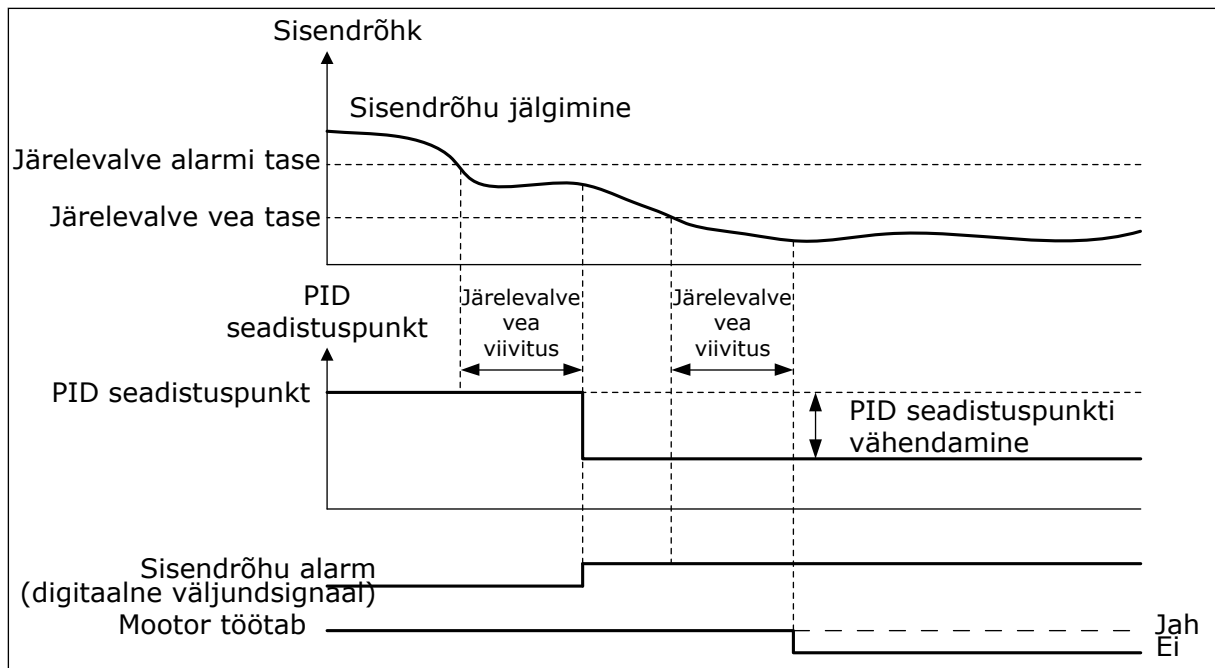 Sisendrõhk
Sisendrõhu jälgimine
Järelevalve alarmi tase
Järelevalve vea tase
PID
seadistuspunkt
Järelevalve
vea
viivitus
Järelevalve
vea
viivitus
PID seadistuspunkt
PID seadistuspunkti
vähendamine
Sisendrõhu alarm
(digitaalne väljundsignaal)
Mootor töötab
Jah
Ei